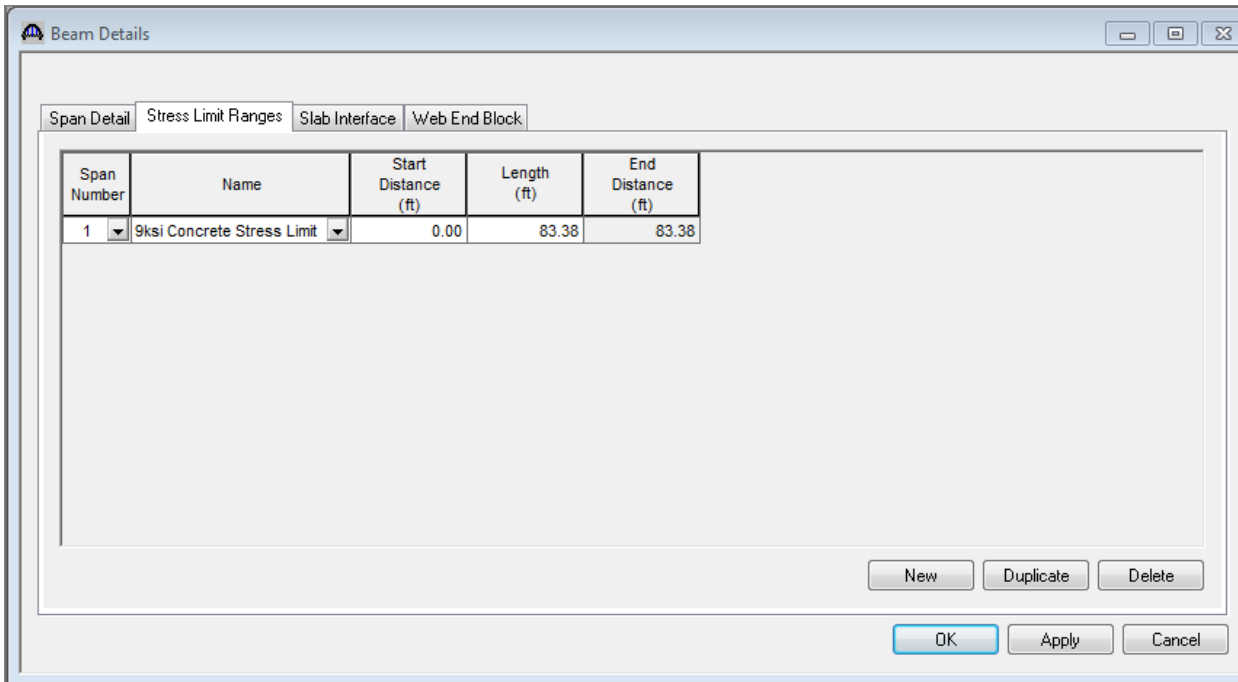 Beam Details
Span Detail Stress Limit Ranges Slab Interface Web End Block
Span Number Name Start Distance (ft) Length (ft) End Distance (ft)
1 9ksi Concrete Stress Limit 0.00 83.38 83.38
New Duplicate Delete
OK Apply Cancel